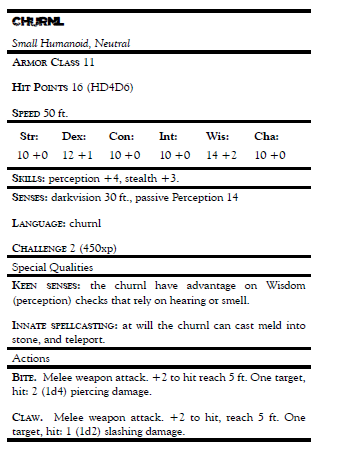 CHURNL
Small Humanoid, Neutral
ARMOR CLASS 11
HIT POINTS 16 (HD4D6)
SPEED 50 ft.
Str: Dex: Con: Int: Wis: Cha:
10 +0 12 +1 10 +0 10 +0 14 +2 10 +0
SKILLS: perception +4, stealth +3.
SENSES: darkvision 30 ft., passive Perception 14
LANGUAGE: churnl
CHALLENGE 2 (450xp)
Special Qualities
KEEN SENSES: the churnl have advantage on Wisdom
(perception) checks that rely on hearing or smell.
INNATE SPELLCASTING: at will the churnl can cast meld into
stone, and teleport.
Actions
BITE. Melee weapon attack. +2 to hit reach 5 ft. One target,
hit: 2 (1d4) piercing damage.
CLAW. Melee weapon attack. +2 to hit, reach 5 ft. One
target, hit: 1 (1d2) slashing damage.